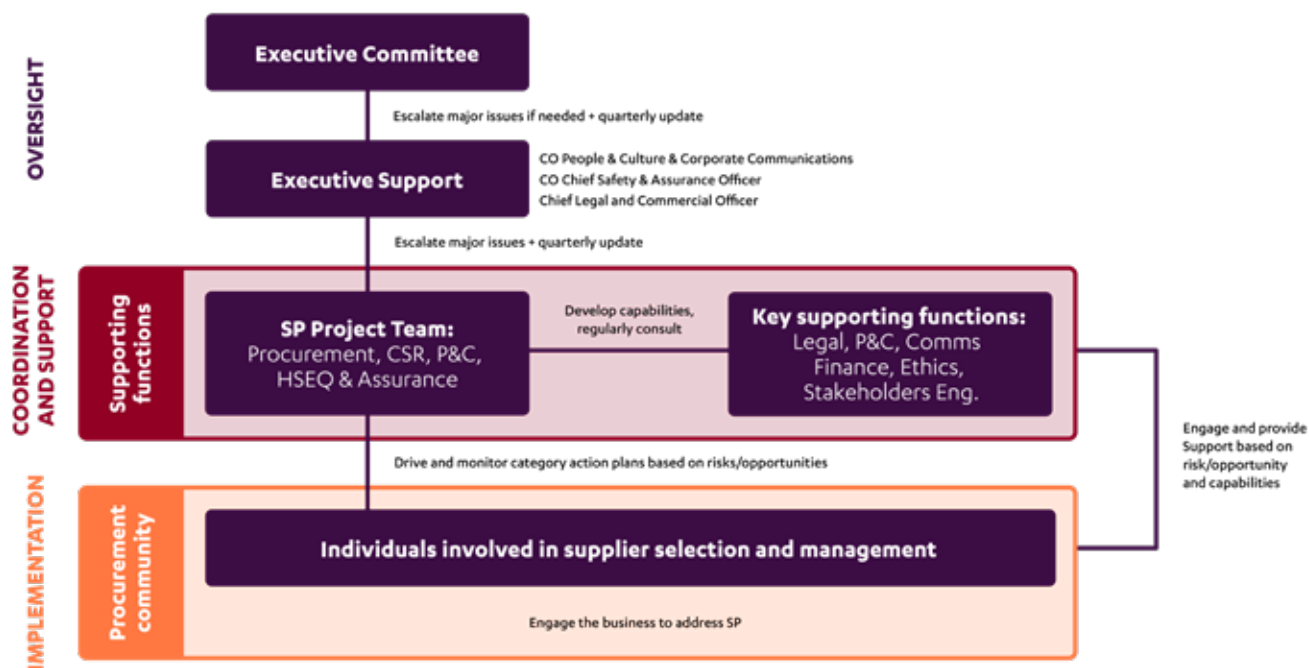 OVERSIGHT
Executive Committee
Escalate major issues if needed + quarterly update
Executive Support
CO People & Culture & Corporate Communications
CO Chief Safety & Assurance Officer
Chief Legal and Commercial Officer
Escalate major issues + quarterly update
COORDINATION
AND SUPPORT
Supporting
functions
SP Project Team:
Procurement, CSR, P&C,
HSEQ & Assurance
Develop capabilities,
regularly consult
Key supporting functions:
Legal, P&C, Comms
Finance, Ethics,
Stakeholders Eng.
Engage and provide
Support based on
risk/opportunity
and capabilities
Drive and monitor category action plans based on risks/opportunities
IMPLEMENTATION
Procurement
community
Individuals involved in supplier selection and management
Engage the business to address SP